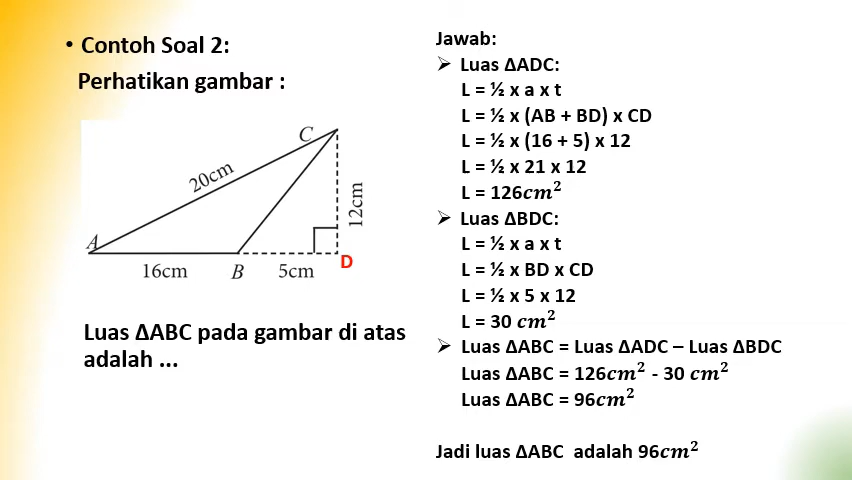 • Contoh Soal 2:
Perhatikan gambar :
C
20cm
12cm
A
16cm
B
5cm
D
Luas ΔABC pada gambar di atas
adalah ...
Jawab:
➢ Luas ΔADC:
L = ½ x a x t
L = ½ x (AB + BD) x CD
L = ½ x (16 + 5) x 12
L = ½ x 21 x 12
L = 126cm²
➢ Luas ΔBDC:
L = ½ x a x t
L = ½ x BD x CD
L = ½ x 5 x 12
L = 30 cm²
➢ Luas ΔABC = Luas ΔADC – Luas ΔBDC
Luas ΔABC = 126cm² - 30 cm²
Luas ΔABC = 96cm²
Jadi luas ΔABC adalah 96cm²